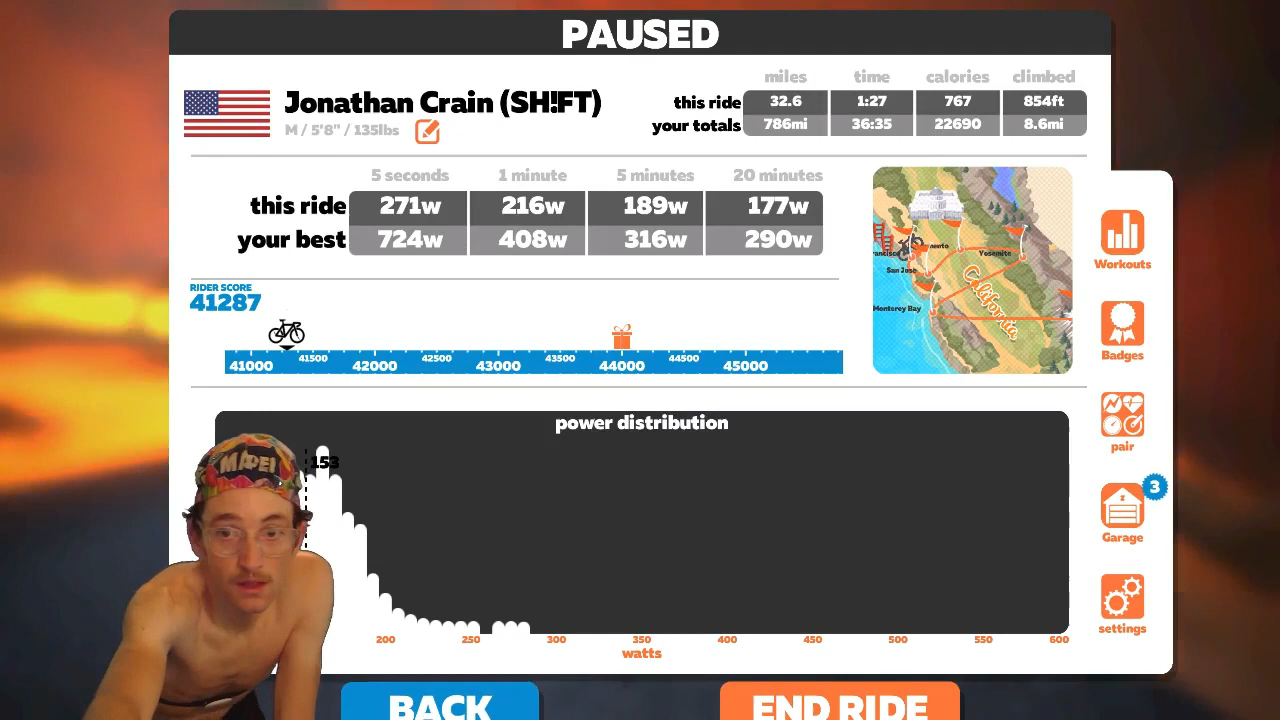 PAUSED
miles time calories climbed
Jonathan Crain (SH!FT)
this ride 32.6 1:27 767 854ft
M / 5'8" / 135lbs
your totals 786mi 36:35 22690 8.6mi
5 seconds 1 minute 5 minutes 20 minutes
this ride 271w 216w 189w 177w
your best 724w 408w 316w 290w
Yosemite
San Jose
California
Monterey Bay
RIDER SCORE
41287
41500 42500 43500 44500
41000 42000 43000 44000 45000
Workouts
Badges
pair
3
Garage
settings
power distribution
153
MAPEI
200 250 300 350 400 450 500 550 600
watts
BACK
END RIDE